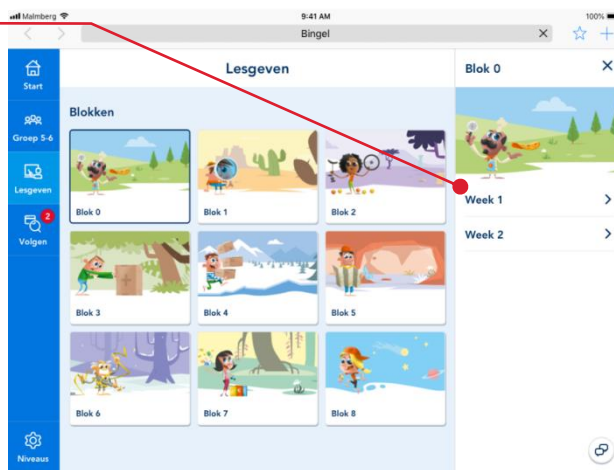 Malmberg 9:41 AM 100%
Bingel
Start
Groep 5-6
Lesgeven
2
Volgen
Niveaus
Lesgeven
Blokken
Blok 0
Blok 1
Blok 2
Blok 3
Blok 4
Blok 5
Blok 6
Blok 7
Blok 8
Blok 0
Week 1
Week 2